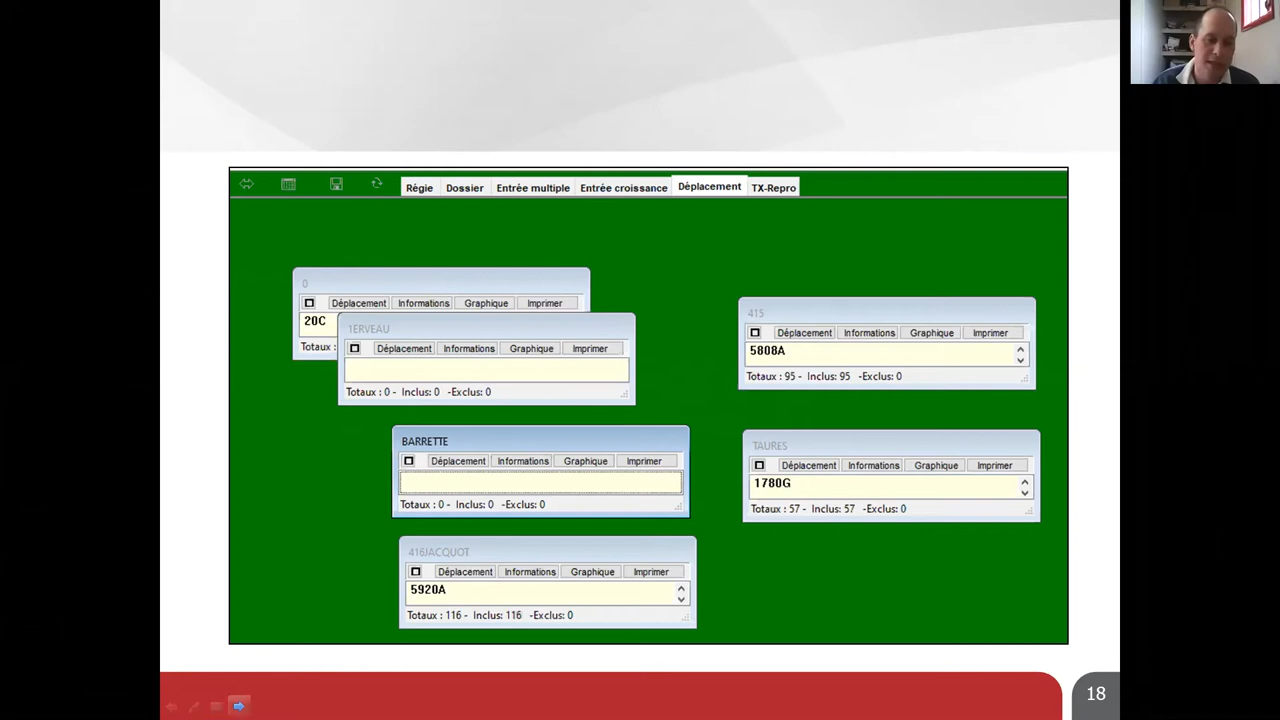 Régie Dossier Entrée multiple Entrée croissance Déplacement TX-Repro
0
Déplacement Informations Graphique Imprimer
20C
Totaux :
1ERVEAU
Déplacement Informations Graphique Imprimer
Totaux : 0 - Inclus: 0 -Exclus: 0
415
Déplacement Informations Graphique Imprimer
5808A
Totaux : 95 - Inclus: 95 -Exclus: 0
BARRETTE
Déplacement Informations Graphique Imprimer
Totaux : 0 - Inclus: 0 -Exclus: 0
TAURES
Déplacement Informations Graphique Imprimer
1780G
Totaux : 57 - Inclus: 57 -Exclus: 0
416JACQUOT
Déplacement Informations Graphique Imprimer
5920A
Totaux : 116 - Inclus: 116 -Exclus: 0
18